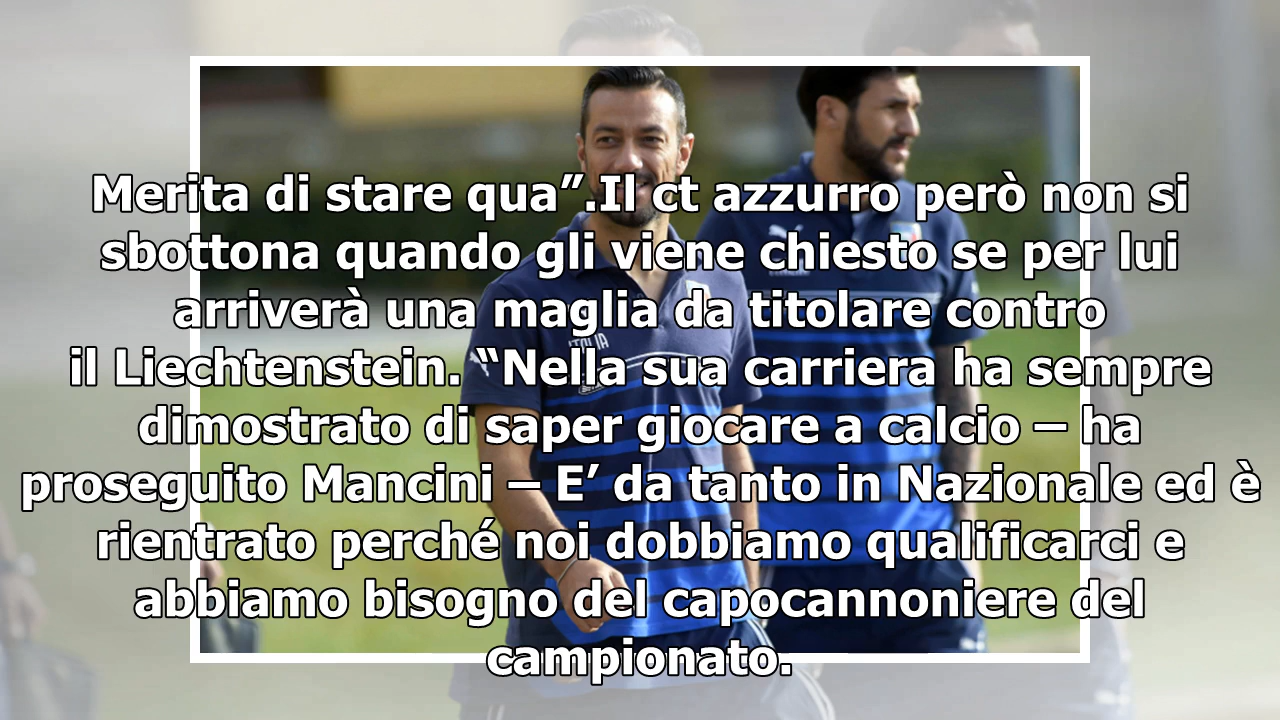 Merita di stare qua”.Il ct azzurro però non si
sbottona quando gli viene chiesto se per lui
arriverà una maglia da titolare contro
il Liechtenstein. “Nella sua carriera ha sempre
dimostrato di saper giocare a calcio – ha
proseguito Mancini – E’ da tanto in Nazionale ed è
rientrato perché noi dobbiamo qualificarci e
abbiamo bisogno del capocannoniere del
campionato.
ITALIA